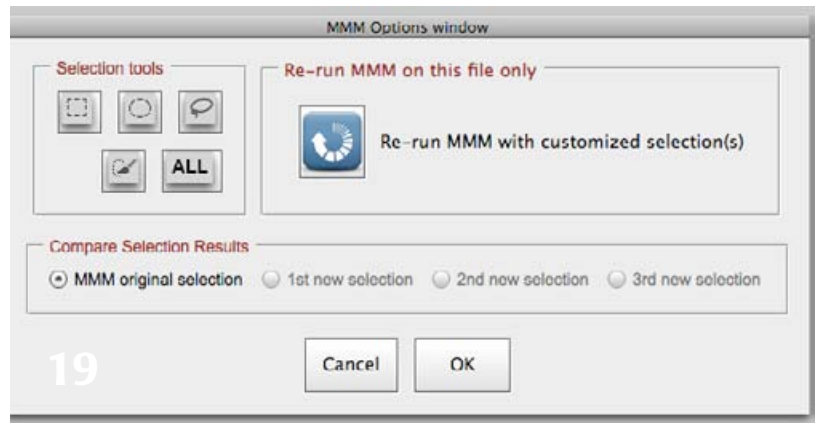 MMM Options window
Selection tools
ALL
Re-run MMM on this file only
Re-run MMM with customized selection(s)
Compare Selection Results
MMM original selection 1st new selection 2nd new selection 3rd new selection
19
Cancel OK